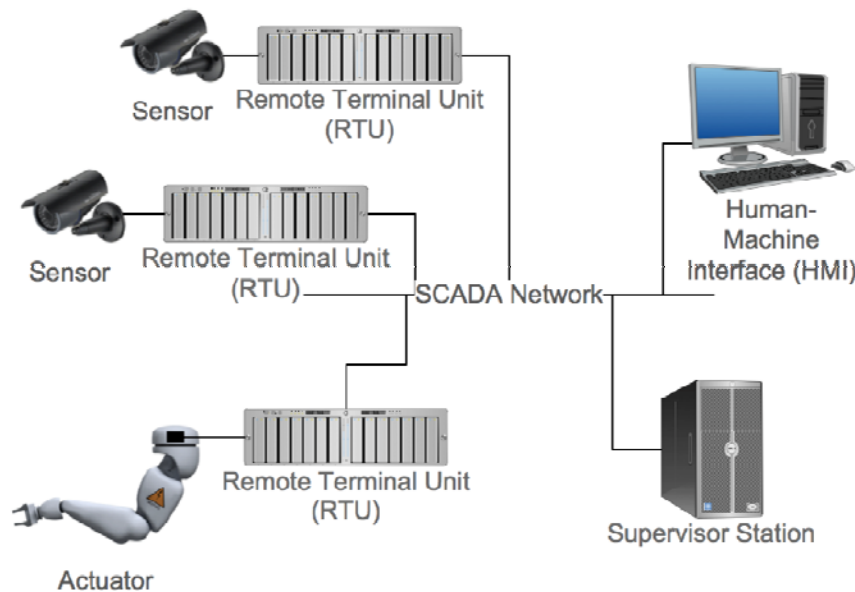 Sensor
Remote Terminal Unit
(RTU)
Sensor
Remote Terminal Unit
(RTU)
Human-
Machine
Interface (HMI)
SCADA Network
Remote Terminal Unit
(RTU)
Actuator
Supervisor Station